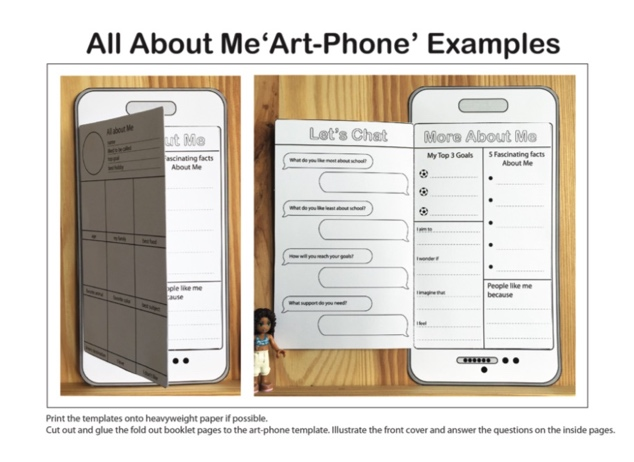 All About Me‘Art-Phone’ Examples
All about Me
ut Me
ascinating facts
About Me
ple like me
cause
Let's Chat
What do you like most about school?
What do you like least about school?
How will you reach your goals?
What support do you need?
More About Me
My Top 3 Goals
5 Fascinating facts
About Me
I aim to
I wonder if
I imagine that
I feel
People like me
because
Print the templates onto heavyweight paper if possible.
Cut out and glue the fold out booklet pages to the art-phone template. Illustrate the front cover and answer the questions on the inside pages.